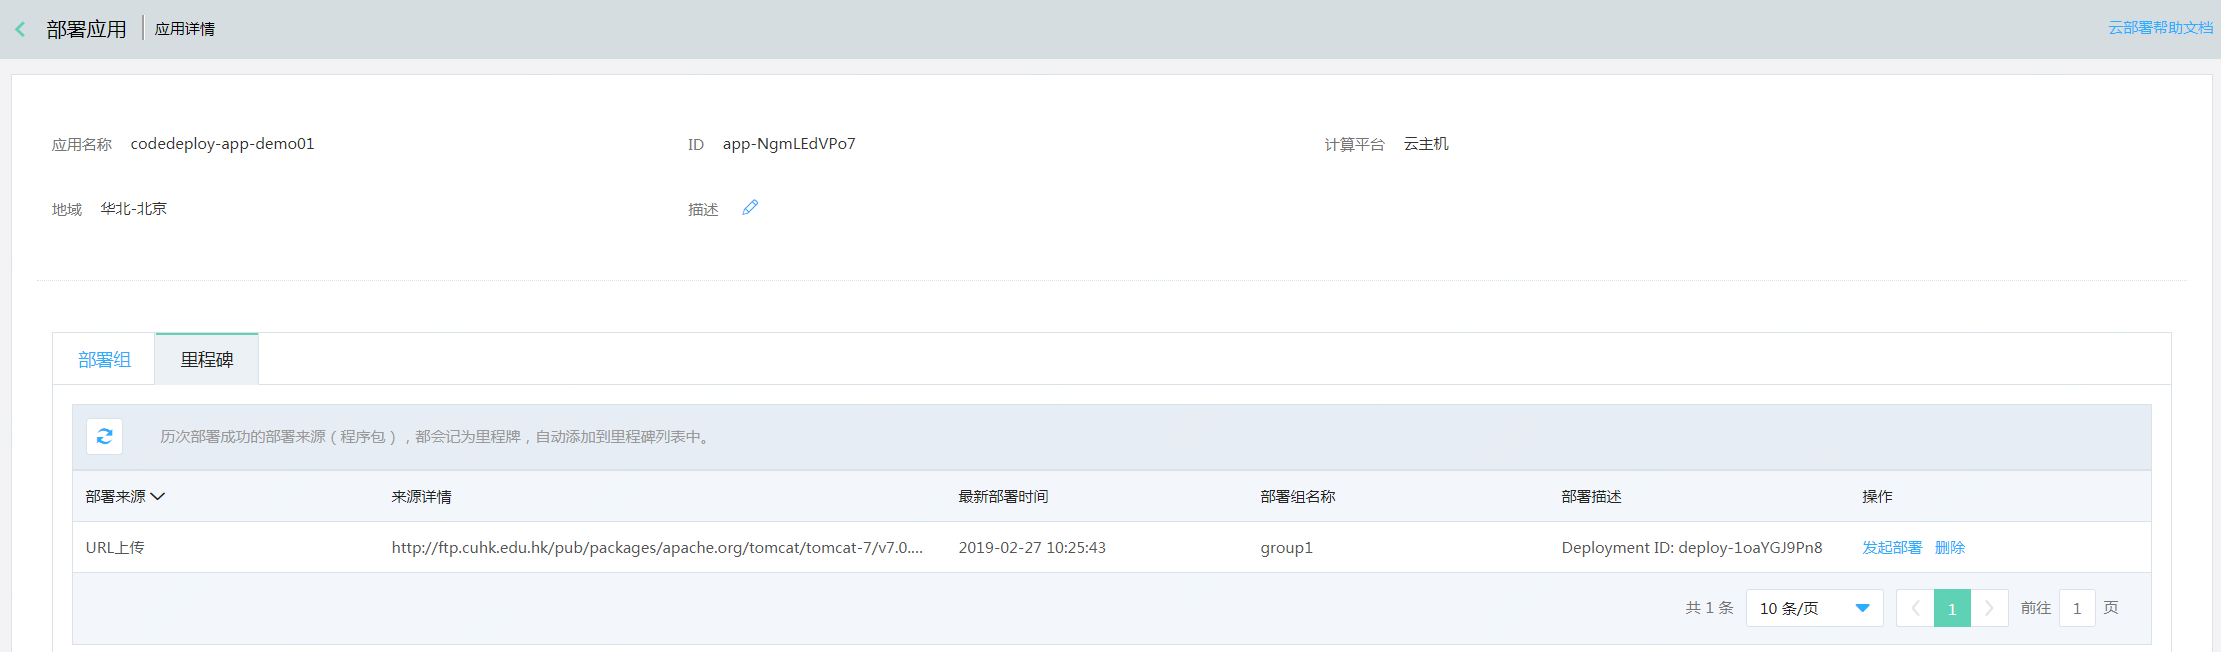 部署应用 应用详情 云部署帮助文档
应用名称 codedeploy-app-demo01 ID app-NgmLEdVPo7 计算平台 云主机
地域 华北-北京 描述
部署组 里程碑
历次部署成功的部署来源（程序包），都会记为里程牌，自动添加到里程碑列表中。
部署来源 来源详情 最新部署时间 部署组名称 部署描述 操作
URL上传 http://ftp.cuhk.edu.hk/pub/packages/apache.org/tomcat/tomcat-7/v7.0.... 2019-02-27 10:25:43 group1 Deployment ID: deploy-1oaYGJ9Pn8 发起部署 删除
共 1 条 10 条/页 1 前往 1 页